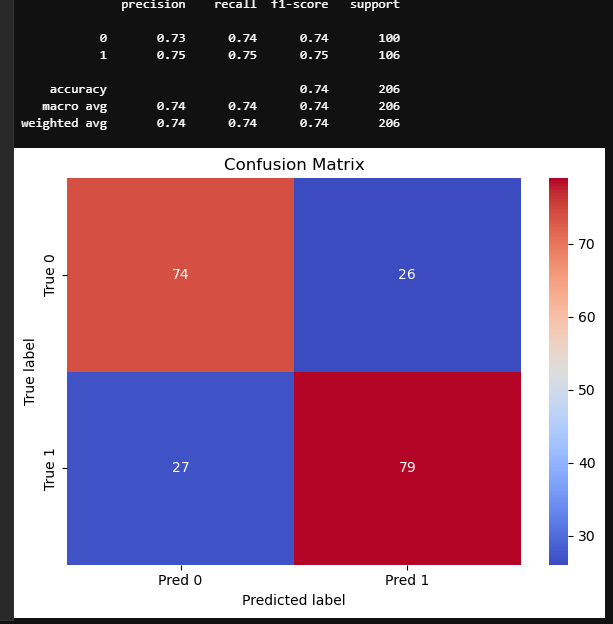 precision recall f1-score support
0 0.73 0.74 0.74 100
1 0.75 0.75 0.75 106
accuracy 0.74 206
macro avg 0.74 0.74 0.74 206
weighted avg 0.74 0.74 0.74 206
Confusion Matrix
True label
True 0
74
26
True 1
27
79
Pred 0
Pred 1
Predicted label
70
60
50
40
30